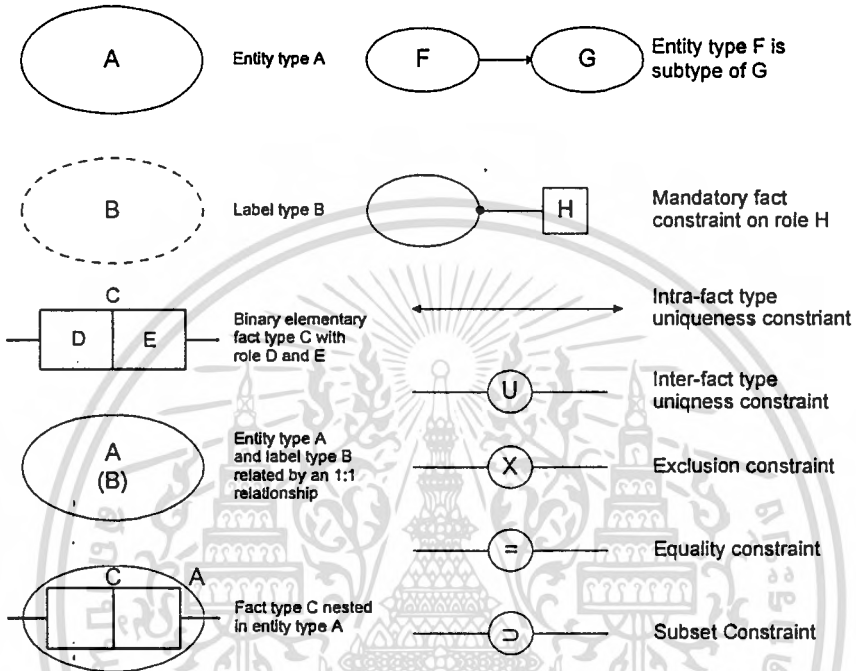 A
Entity type A
F
G
Entity type F is
subtype of G
B
Label type B
H
Mandatory fact
constraint on role H
C
D
E
Binary elementary
fact type C with
role D and E
Intra-fact type
uniqueness constriant
U
Inter-fact type
uniqness constraint
A
(B)
Entity type A
and label type B
related by an 1:1
relationship
X
Exclusion constraint
=
Equality constraint
C
A
Fact type C nested
in entity type A
⊃
Subset Constraint